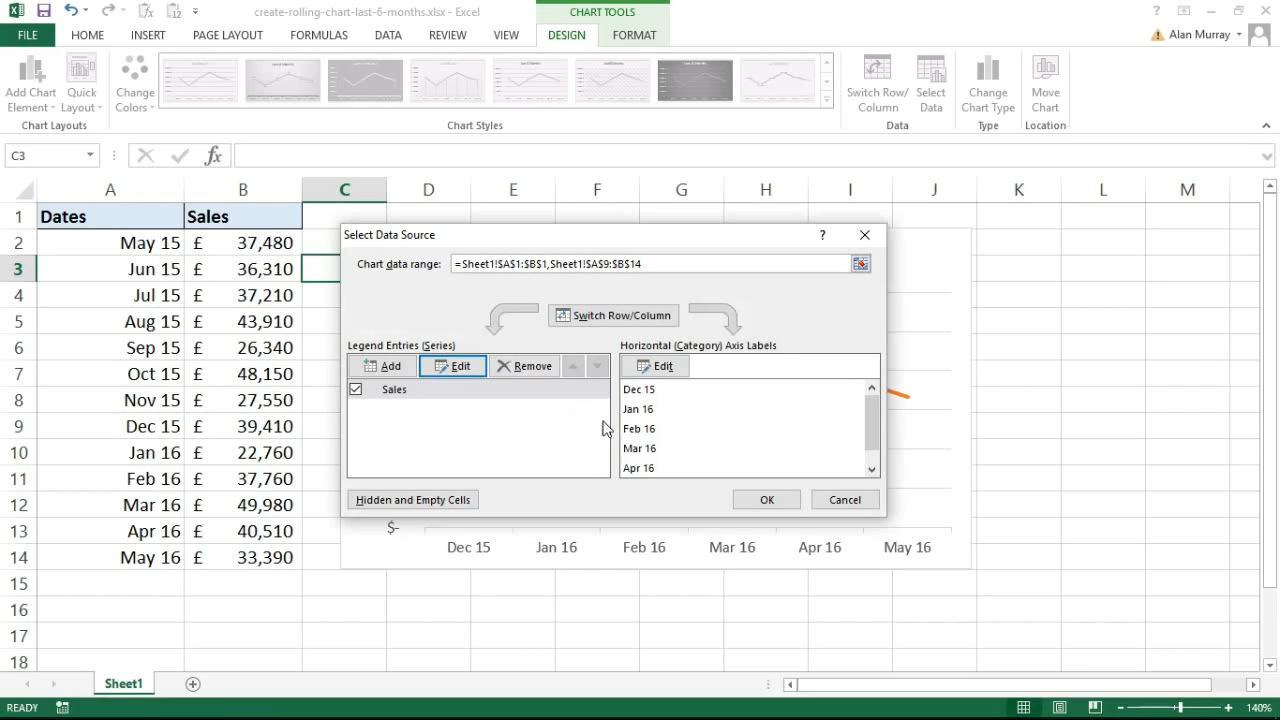 create-rolling-chart-last-6-months.xlsx - Excel
CHART TOOLS
?
FILE
HOME
INSERT
PAGE LAYOUT
FORMULAS
DATA
REVIEW
VIEW
DESIGN
FORMAT
Alan Murray
Add Chart Element
Quick Layout
Change Colors
Switch Row/ Column
Select Data
Change Chart Type
Move Chart
Chart Layouts
Chart Styles
Data
Type
Location
C3
fx
A B C D E F G H I J K L M
1 Dates Sales
2 May 15 £ 37,480
3 Jun 15 £ 36,310
4 Jul 15 £ 37,210
5 Aug 15 £ 43,910
6 Sep 15 £ 26,340
7 Oct 15 £ 48,150
8 Nov 15 £ 27,550
9 Dec 15 £ 39,410
10 Jan 16 £ 22,760
11 Feb 16 £ 37,760
12 Mar 16 £ 49,980
13 Apr 16 £ 40,510
14 May 16 £ 33,390
15
16
17
18
Select Data Source
?
Chart data range: =Sheet1!$A$1:$B$1,Sheet1!$A$9:$B$14
Switch Row/Column
Legend Entries (Series)
Add
Edit
Remove
Sales
Horizontal (Category) Axis Labels
Edit
Dec 15
Jan 16
Feb 16
Mar 16
Apr 16
Hidden and Empty Cells
OK
Cancel
$-
Dec 15 Jan 16 Feb 16 Mar 16 Apr 16 May 16
Sheet1
READY
140%